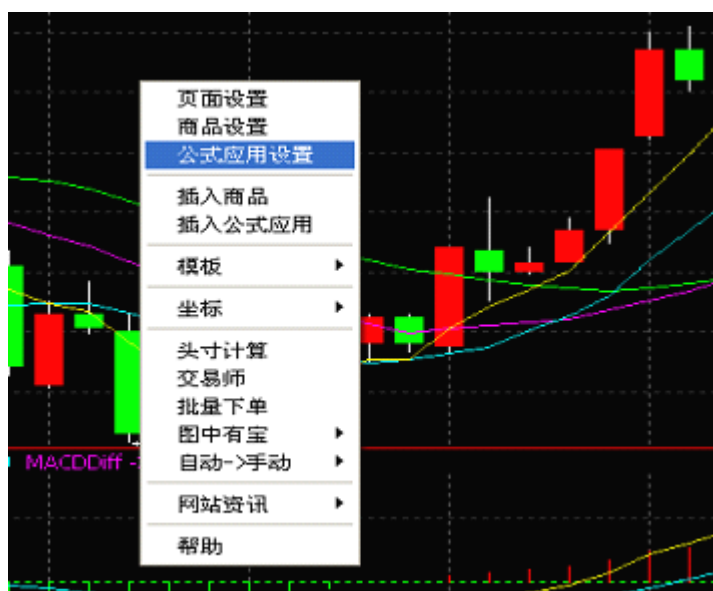 页面设置
商品设置
公式应用设置
插入商品
插入公式应用
模板
坐标
头寸计算
交易师
批量下单
图中有宝
自动->手动
MACDDiff -
网站资讯
帮助